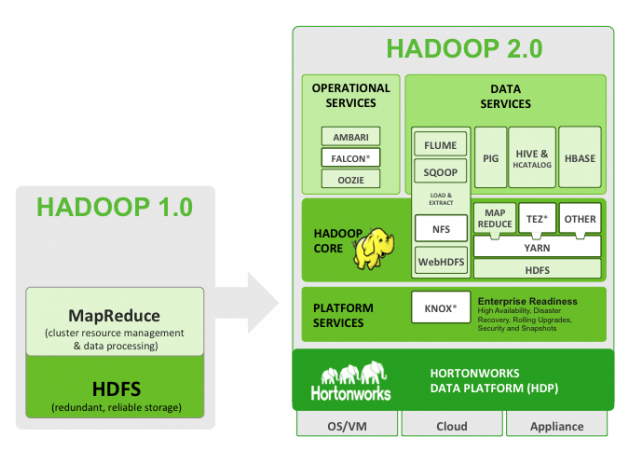 HADOOP 1.0
MapReduce
(cluster resource management
& data processing)
HDFS
(redundant, reliable storage)
HADOOP 2.0
OPERATIONAL
SERVICES
AMBARI
FALCON*
OOZIE
DATA
SERVICES
FLUME
SQOOP
LOAD &
EXTRACT
NFS
WebHDFS
PIG
HIVE &
HCATALOG
HBASE
HADOOP
CORE
MAP
REDUCE
TEZ*
OTHER
YARN
HDFS
PLATFORM
SERVICES
KNOX*
Enterprise Readiness
High Availability, Disaster
Recovery, Rolling Upgrades,
Security and Snapshots
Hortonworks
HORTONWORKS
DATA PLATFORM (HDP)
OS/VM
Cloud
Appliance